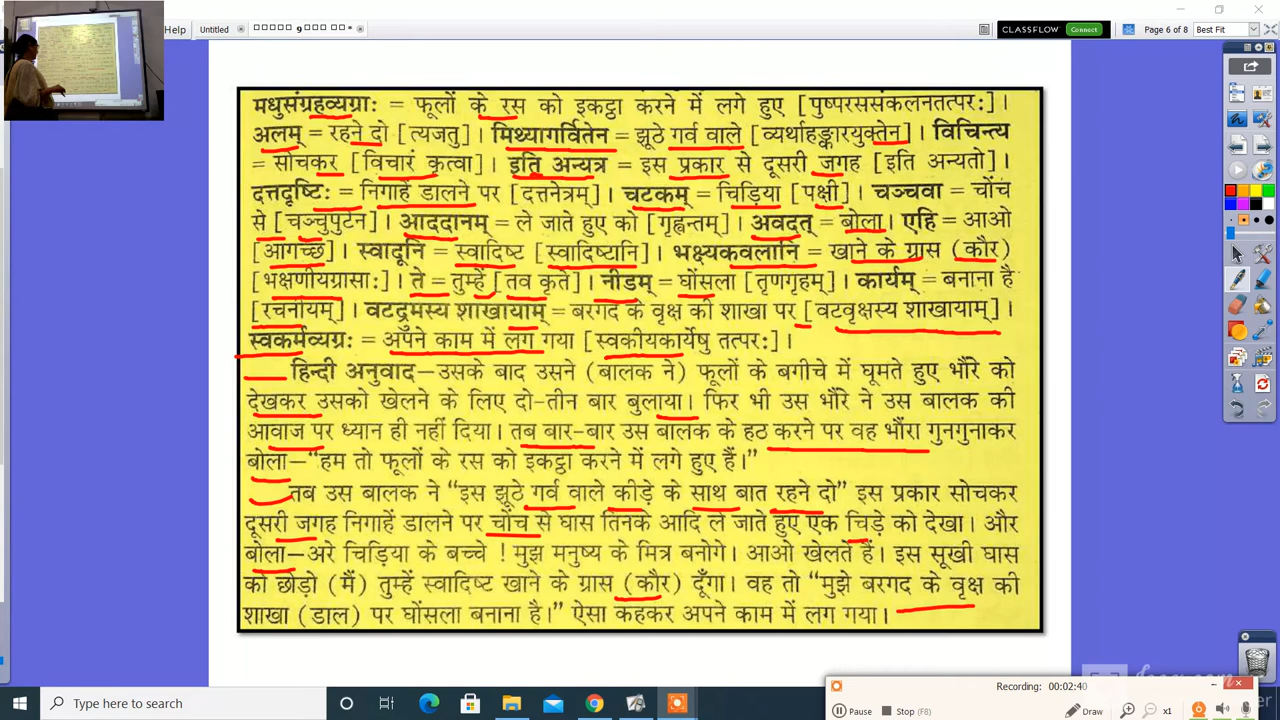 Help
Untitled
9
CLASSFLOW Connect
Page 6 of 8
Best Fit
मधुसंग्रहव्यग्राः = फूलों के रस को इकट्ठा करने में लगे हुए [पुष्परससंकलनतत्परः]।
अलम् = रहने दो [त्यजतु]। मिथ्यागर्वितेन = झूठे गर्व वाले [व्यर्थाहङ्कारयुक्तेन]। विचिन्त्य
= सोचकर [विचारं कृत्वा]। इति अन्यत्र = इस प्रकार से दूसरी जगह [इति अन्यतो]।
दत्तदृष्टिः = निगाहें डालने पर [दत्तनेत्रम्]। चटकम् = चिड़िया [पक्षी]। चञ्चवा = चोंच
से [चञ्चुपुटेन]। आददानम् = ले जाते हुए को [गृह्णन्तम्]। अवदत् = बोला। एहि = आओ
[आगच्छ]। स्वादूनि = स्वादिष्ट [स्वादिष्टानि]। भक्ष्यकवलानि = खाने के ग्रास (कौर)
[भक्षणीयग्रासाः]। ते = तुम्हें [तव कृते]। नीडम् = घोंसला [तृणगृहम्]। कार्यम् = बनाना है
[रचनीयम्]। वटद्रुमस्य शाखायाम् = बरगद के वृक्ष की शाखा पर [वटवृक्षस्य शाखायाम्]।
स्वकर्मव्यग्रः = अपने काम में लग गया [स्वकीयकार्येषु तत्परः]।
हिन्दी अनुवाद–उसके बाद उसने (बालक ने) फूलों के बगीचे में घूमते हुए भौंरे को
देखकर उसको खेलने के लिए दो-तीन बार बुलाया। फिर भी उस भौंरे ने उस बालक की
आवाज पर ध्यान ही नहीं दिया। तब बार-बार उस बालक के हठ करने पर वह भौंरा गुनगुनाकर
बोला–“हम तो फूलों के रस को इकट्ठा करने में लगे हुए हैं।”
तब उस बालक ने “इस झूठे गर्व वाले कीड़े के साथ बात रहने दो” इस प्रकार सोचकर
दूसरी जगह निगाहें डालने पर चोंच से घास तिनके आदि ले जाते हुए एक चिड़े को देखा। और
बोला–अरे चिड़िया के बच्चे ! मुझ मनुष्य के मित्र बनोगे। आओ खेलते हैं। इस सूखी घास
को छोड़ो (मैं) तुम्हें स्वादिष्ट खाने के ग्रास (कौर) दूँगा। वह तो “मुझे बरगद के वृक्ष की
शाखा (डाल) पर घोंसला बनाना है।” ऐसा कहकर अपने काम में लग गया।
Recording: 00:02:40
Pause Stop (F8) Draw x1
Type here to search